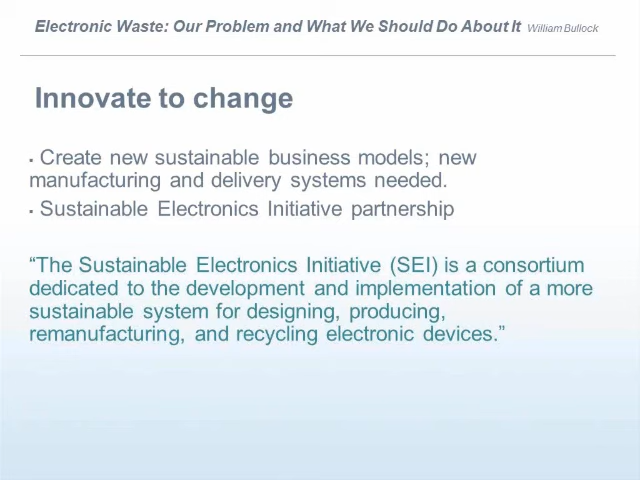 Electronic Waste: Our Problem and What We Should Do About It William Bullock
Innovate to change
▪ Create new sustainable business models; new
manufacturing and delivery systems needed.
▪ Sustainable Electronics Initiative partnership
“The Sustainable Electronics Initiative (SEI) is a consortium
dedicated to the development and implementation of a more
sustainable system for designing, producing,
remanufacturing, and recycling electronic devices.”